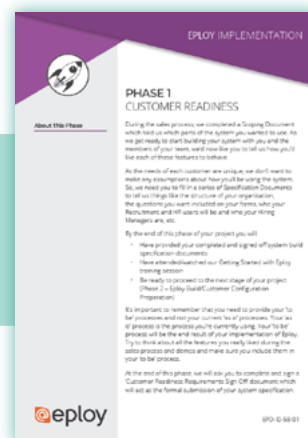 EPLOY IMPLEMENTATION
PHASE 1
CUSTOMER READINESS
About This Phase
During the sales process, we completed a Scoping Document
which told us which parts of the system you wanted to use. As
we get ready to start building your system with you and the
members of your team, we'd now like you to tell us how you'd
like each of these features to behave.
As the needs of each customer are unique, we don't want to
make any assumptions about how you'll be using the system.
So, we need you to fill in a series of Specification Documents
to tell us things like the structure of your organisation,
the questions you want included on your forms, who your
Recruitment and HR users will be and who your Hiring
Managers are, etc.
By the end of this phase of your project you will
• Have provided your completed and signed off system build
specification documents
• Have attended/watched our Getting Started with Eploy
training session
• Be ready to proceed to the next stage of your project
(Phase 2 – Eploy Build/Customer Configuration
Preparation)
It's important to remember that you need to provide your 'to
be' processes and not your current 'as is' processes. Your 'as
is' process is the process you're currently using. Your 'to be'
process will be the end result of your implementation of Eploy.
Try to think about all the features you really liked during the
sales process and demos and make sure you include them in
your 'to be' process.
At the end of this phase, we will ask you to complete and sign a
'Customer Readiness Requirements Sign Off' document which
will act as the formal submission of your system specification.
eploy